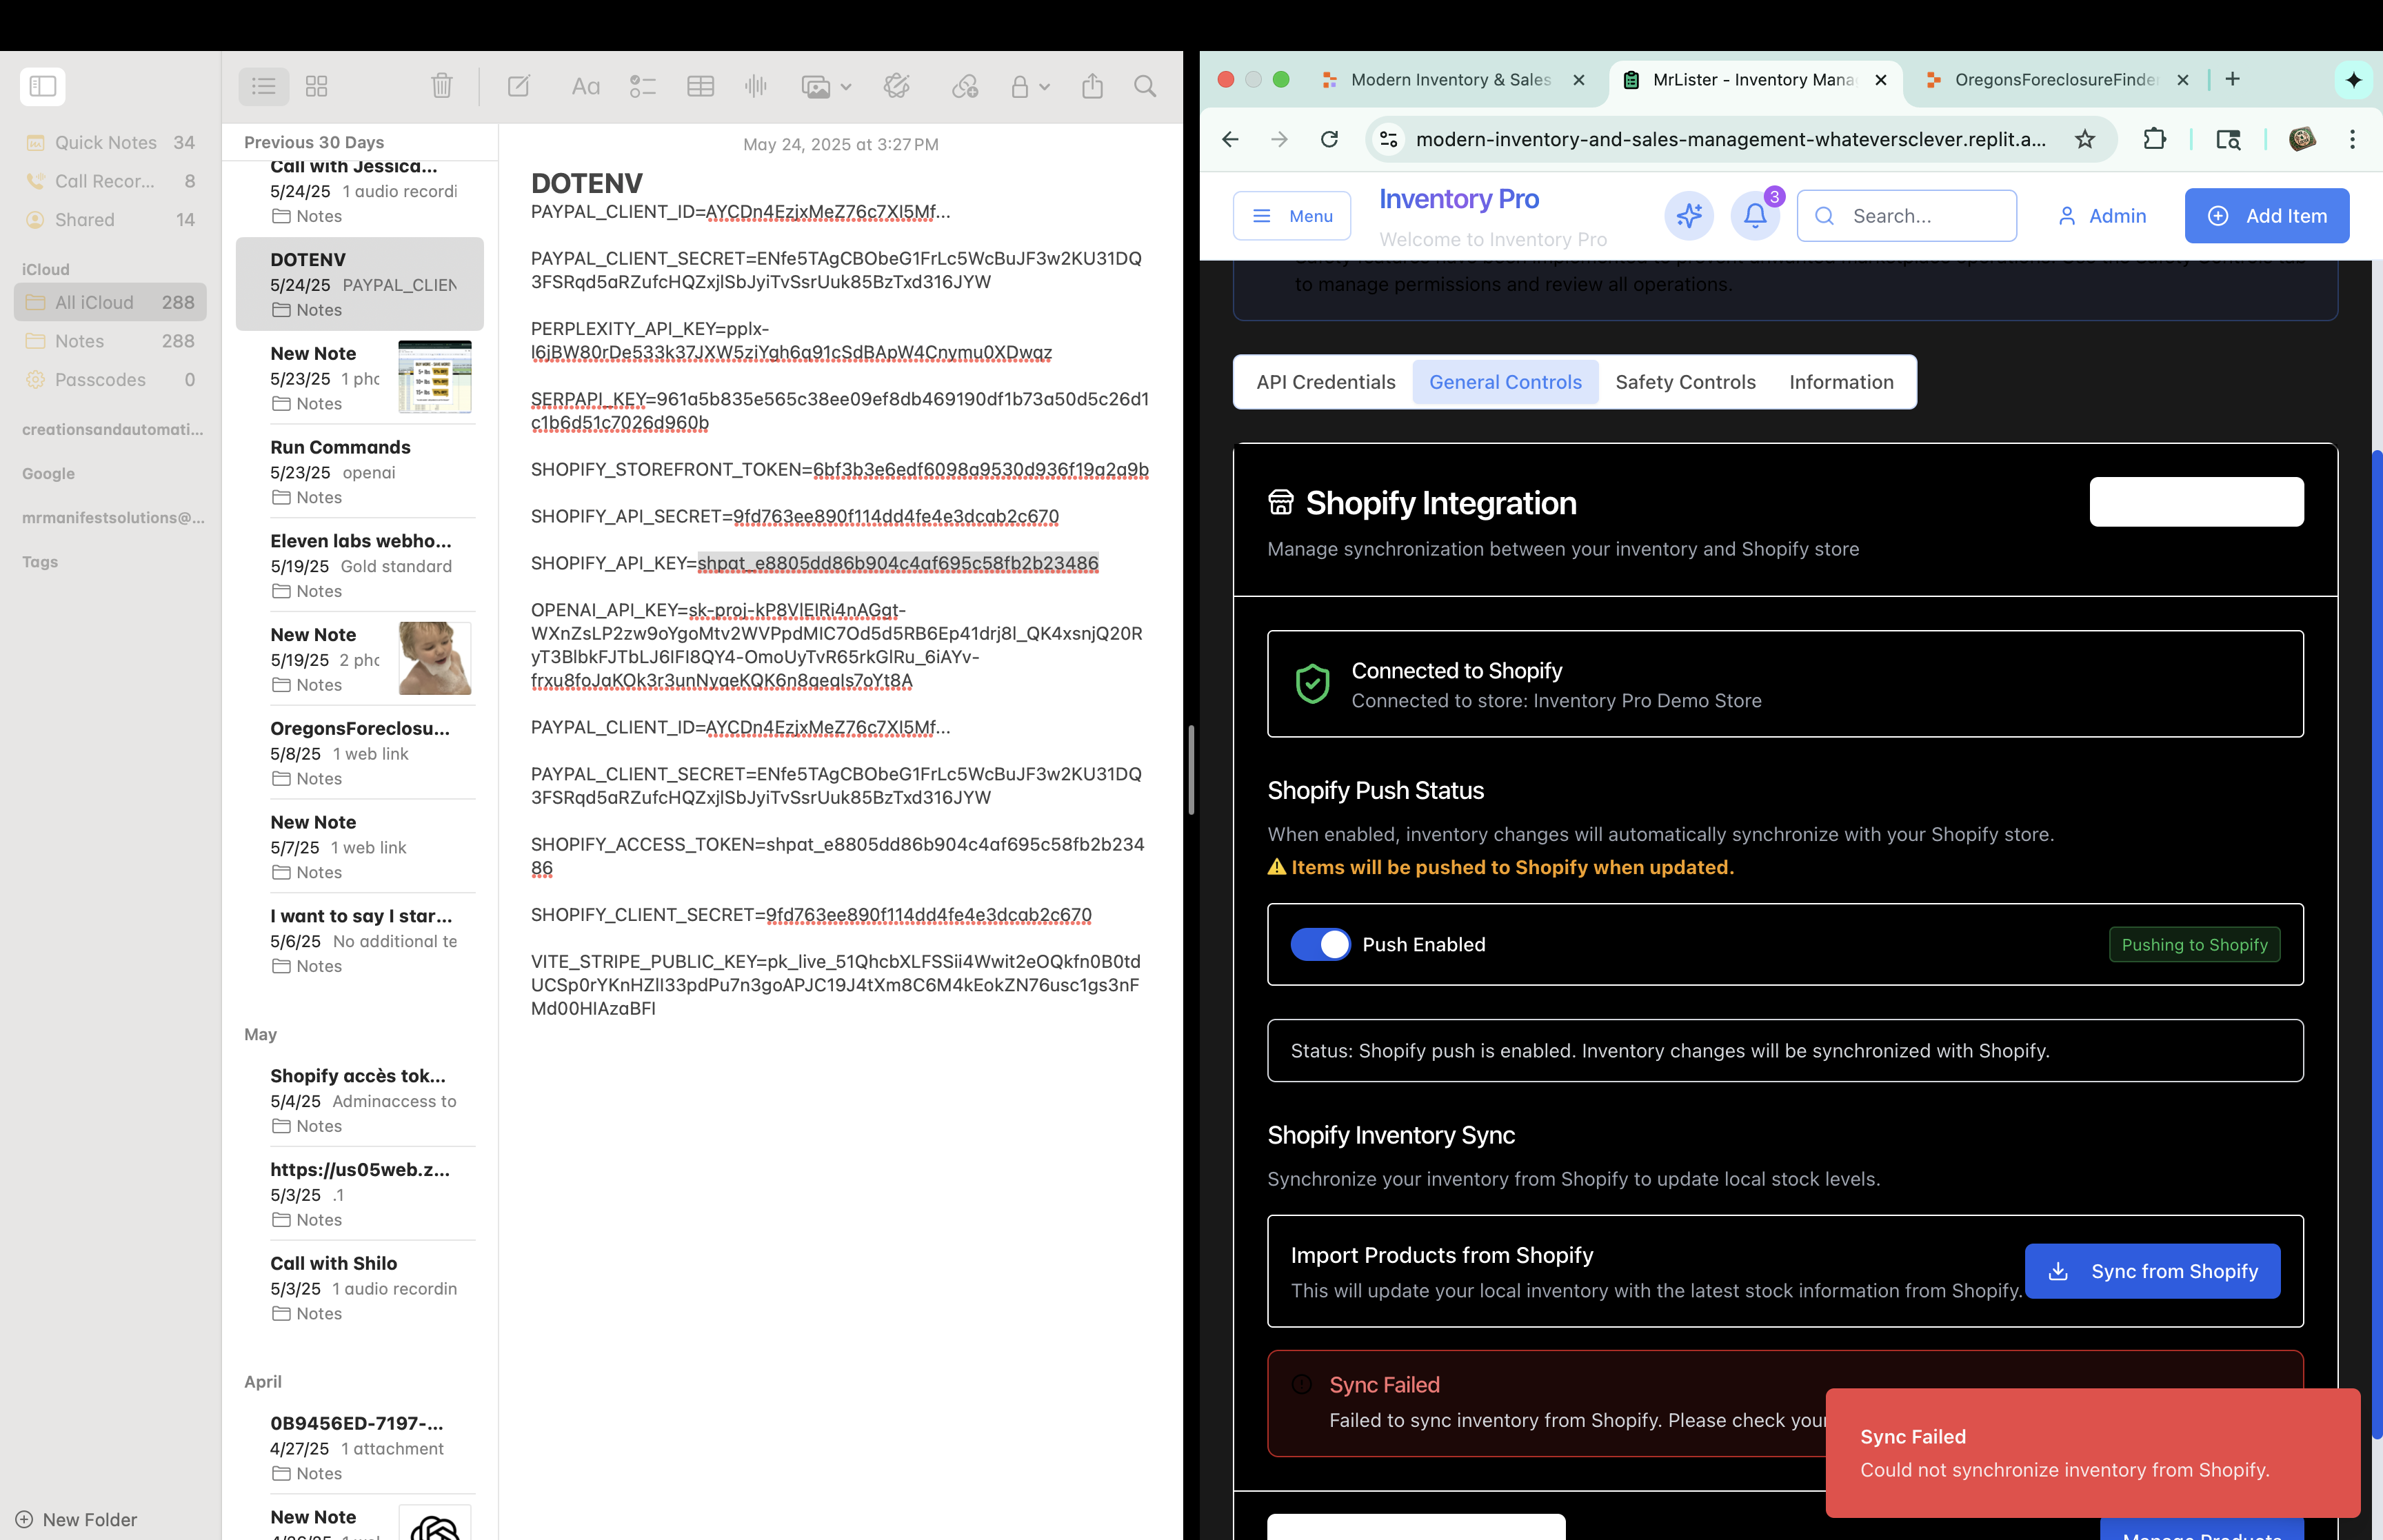 Previous 30 Days
Call with Jessica...
5/24/25 1 audio recordi
Notes
DOTENV
5/24/25 PAYPAL_CLIEN
Notes
New Note
5/23/25 1 phc
Notes
Run Commands
5/23/25 openai
Notes
Eleven labs webho...
5/19/25 Gold standard
Notes
New Note
5/19/25 2 phc
Notes
OregonsForeclosu...
5/8/25 1 web link
Notes
New Note
5/7/25 1 web link
Notes
I want to say I star...
5/6/25 No additional te
Notes
May
Shopify accès tok...
5/4/25 Adminaccess to
Notes
https://us05web.z...
5/3/25 .1
Notes
Call with Shilo
5/3/25 1 audio recordin
Notes
April
0B9456ED-7197-...
4/27/25 1 attachment
Notes
New Note
Quick Notes 34
Call Recor... 8
Shared 14
iCloud
All iCloud 288
Notes 288
Passcodes 0
creationsandautomati...
Google
mrmanifestsolutions@...
Tags
New Folder
Aa
May 24, 2025 at 3:27 PM
DOTENV
PAYPAL_CLIENT_ID=
PAYPAL_CLIENT_SECRET=
PERPLEXITY_API_KEY=pplx-
SERPAPI_KEY=961a5b835e565c38ee09ef8db469190df1b73a50d5c26d1
c1b6d51c7026d960b
SHOPIFY_STOREFRONT_TOKEN=6bf3b3e6edf6098a9530d936f19a2a9b
SHOPIFY_API_SECRET=9fd763ee890f114dd4fe4e3dcab2c670
SHOPIFY_API_KEY=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
OPENAI_API_KEY=
PAYPAL_CLIENT_ID=
PAYPAL_CLIENT_SECRET=
SHOPIFY_ACCESS_TOKEN=shpat_e8805dd86b904c4af695c58fb2b234
86
SHOPIFY_CLIENT_SECRET=9fd763ee890f114dd4fe4e3dcab2c670
VITE_STRIPE_PUBLIC_KEY=
Modern Inventory & Sales
MrLister - Inventory Mana
OregonsForeclosureFinder
modern-inventory-and-sales-management-whateversclever.replit.a...
Menu
Inventory Pro
Welcome to Inventory Pro
3
Search...
Admin
Add Item
to manage permissions and review all operations.
API Credentials
General Controls
Safety Controls
Information
Shopify Integration
Manage synchronization between your inventory and Shopify store
Connected to Shopify
Connected to store: Inventory Pro Demo Store
Shopify Push Status
When enabled, inventory changes will automatically synchronize with your Shopify store.
⚠ Items will be pushed to Shopify when updated.
Push Enabled
Pushing to Shopify
Status: Shopify push is enabled. Inventory changes will be synchronized with Shopify.
Shopify Inventory Sync
Synchronize your inventory from Shopify to update local stock levels.
Import Products from Shopify
This will update your local inventory with the latest stock information from Shopify.
Sync from Shopify
Sync Failed
Failed to sync inventory from Shopify. Please check your
Sync Failed
Could not synchronize inventory from Shopify.
Manage Products